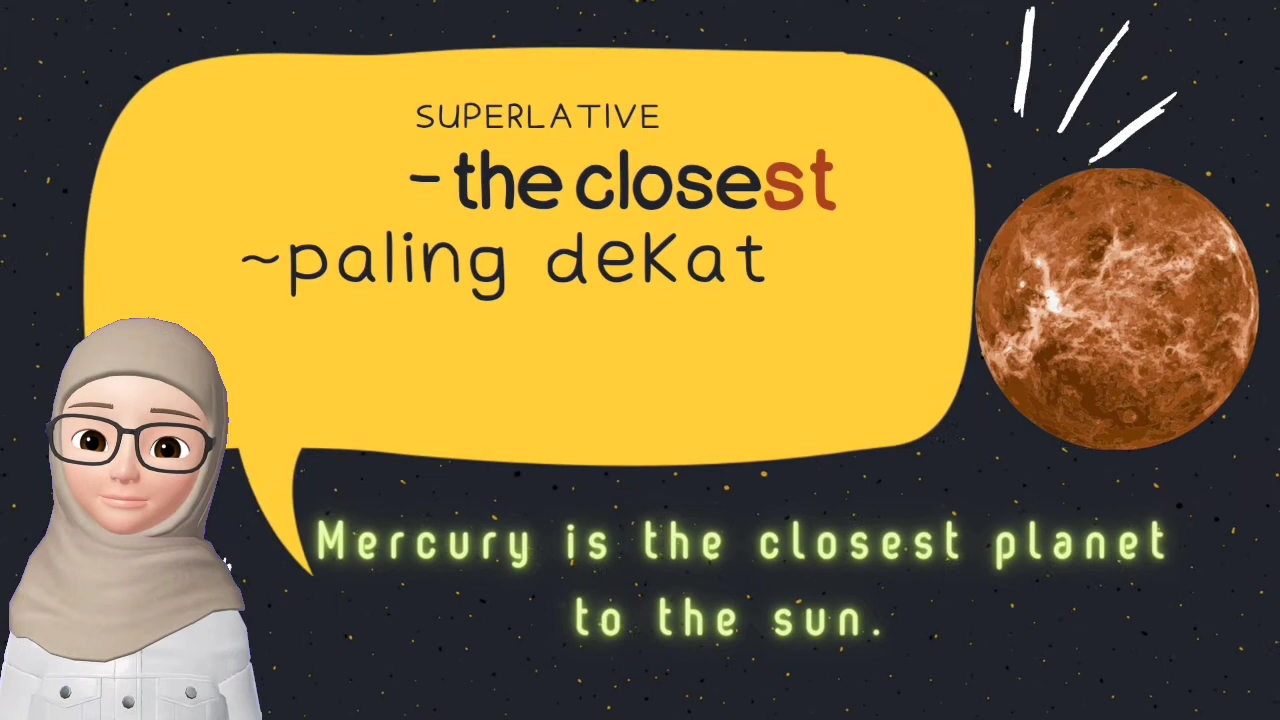 SUPERLATIVE
- the closest
~paling deKat
Mercury is the closest planet
to the sun.